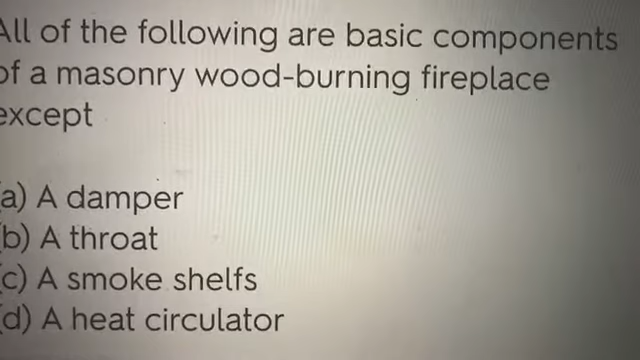 All of the following are basic components
of a masonry wood-burning fireplace
except
(a) A damper
(b) A throat
(c) A smoke shelfs
(d) A heat circulator